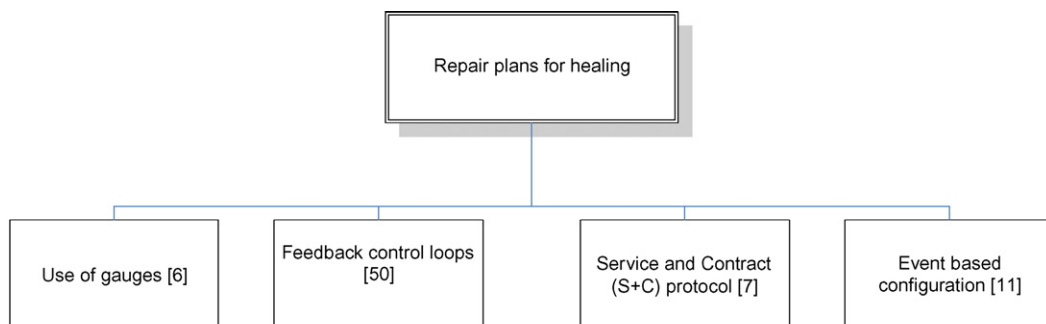 Repair plans for healing
Use of gauges [6]
Feedback control loops
[50]
Service and Contract
(S+C) protocol [7]
Event based
configuration [11]